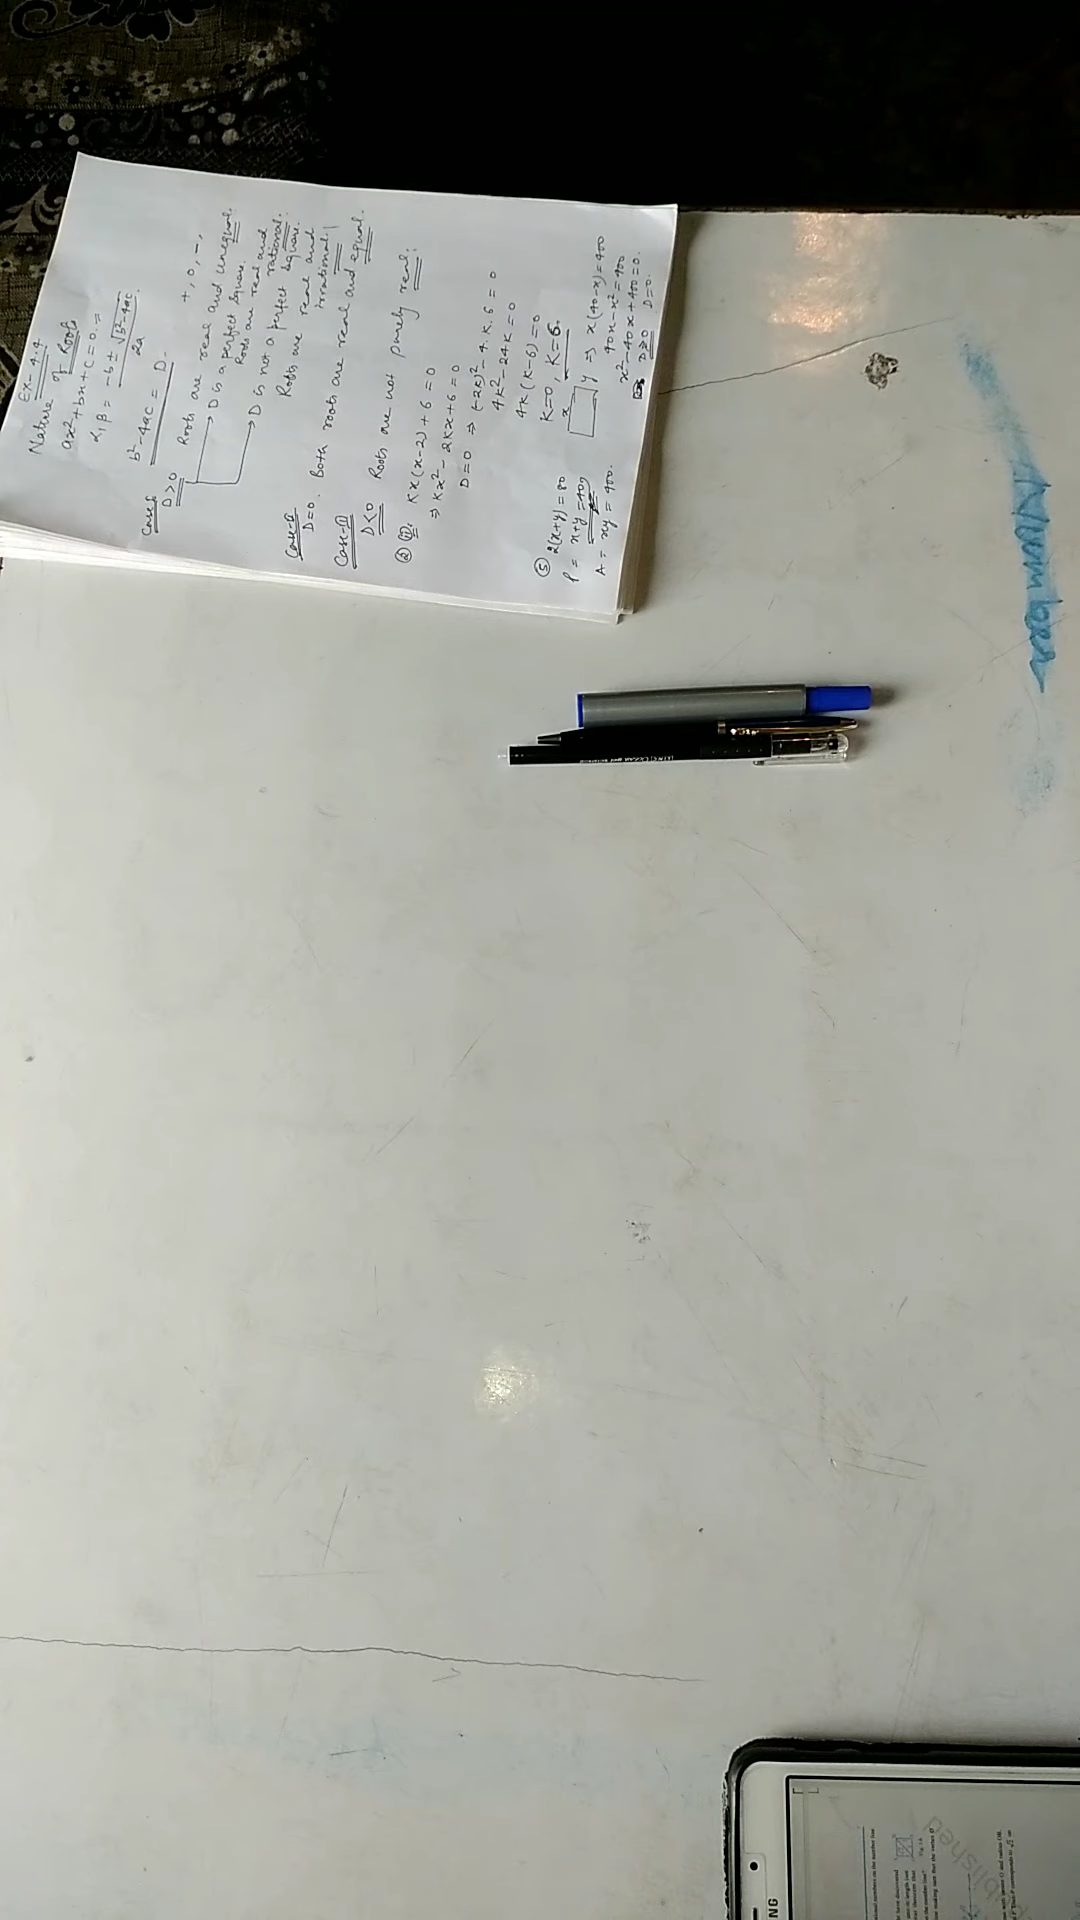 Ex- 4.4
Nature of Roots
ax²+bx+c=0. =
α, β = -b ± √b²-4ac
2a
b²-4ac = D.
Case I
D>0 Roots are real and unequal.
+, 0, -,
→ D is a perfect square.
Roots are real and rational.
→ D is not a perfect square.
Roots are real and irrational.
Case-II
D=0. Both roots are real and equal.
Case-III
D<0 Roots are not purely real.
② (ii). Kx(x-2)+6=0
⇒ Kx²-2Kx+6=0
D=0 ⇒ (-2K)²-4.K.6=0
4K²-24K=0
4K(K-6)=0
K=0, K=6.
⑤ 2(x+y)=80
P = x+y=40
A = xy = 400.
x
y ⇒ x(40-x)=400
40x-x²=400
x²-40x+400=0.
D≥0 D=0.
Number
NG
blished